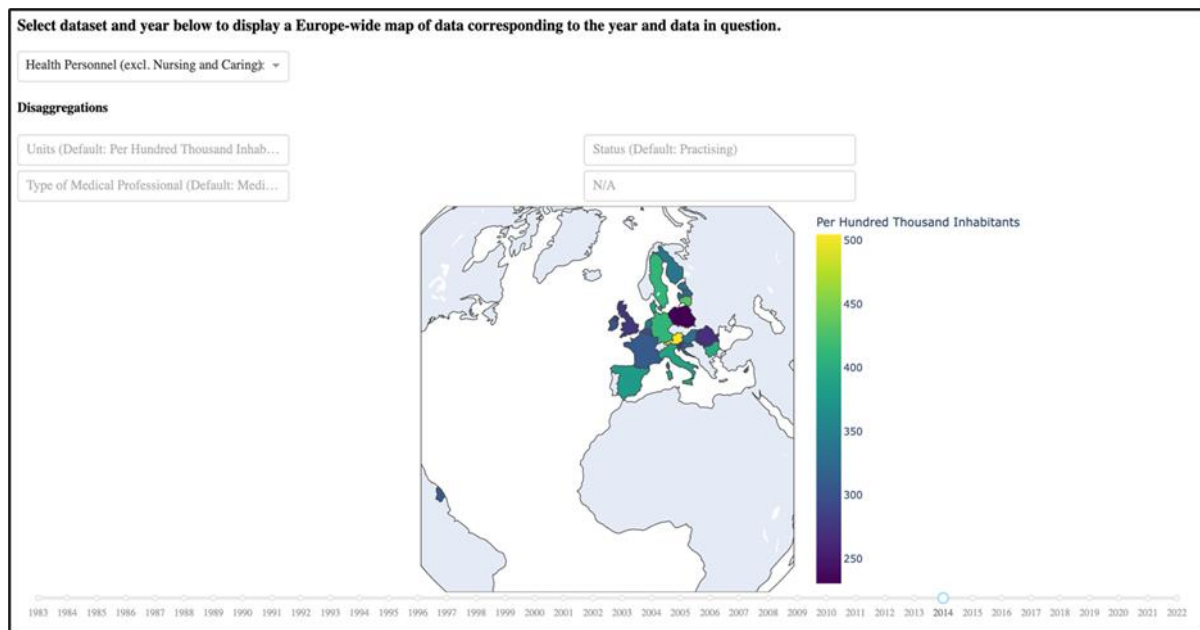 Select dataset and year below to display a Europe-wide map of data corresponding to the year and data in question.
Health Personnel (excl. Nursing and Caring):
Disaggregations
Units (Default: Per Hundred Thousand Inhab...
Status (Default: Practising)
Type of Medical Professional (Default: Medi...
N/A
Per Hundred Thousand Inhabitants
500
450
400
350
300
250
1983 1984 1985 1986 1987 1988 1989 1990 1991 1992 1993 1994 1995 1996 1997 1998 1999 2000 2001 2002 2003 2004 2005 2006 2007 2008 2009 2010 2011 2012 2013 2014 2015 2016 2017 2018 2019 2020 2021 2022